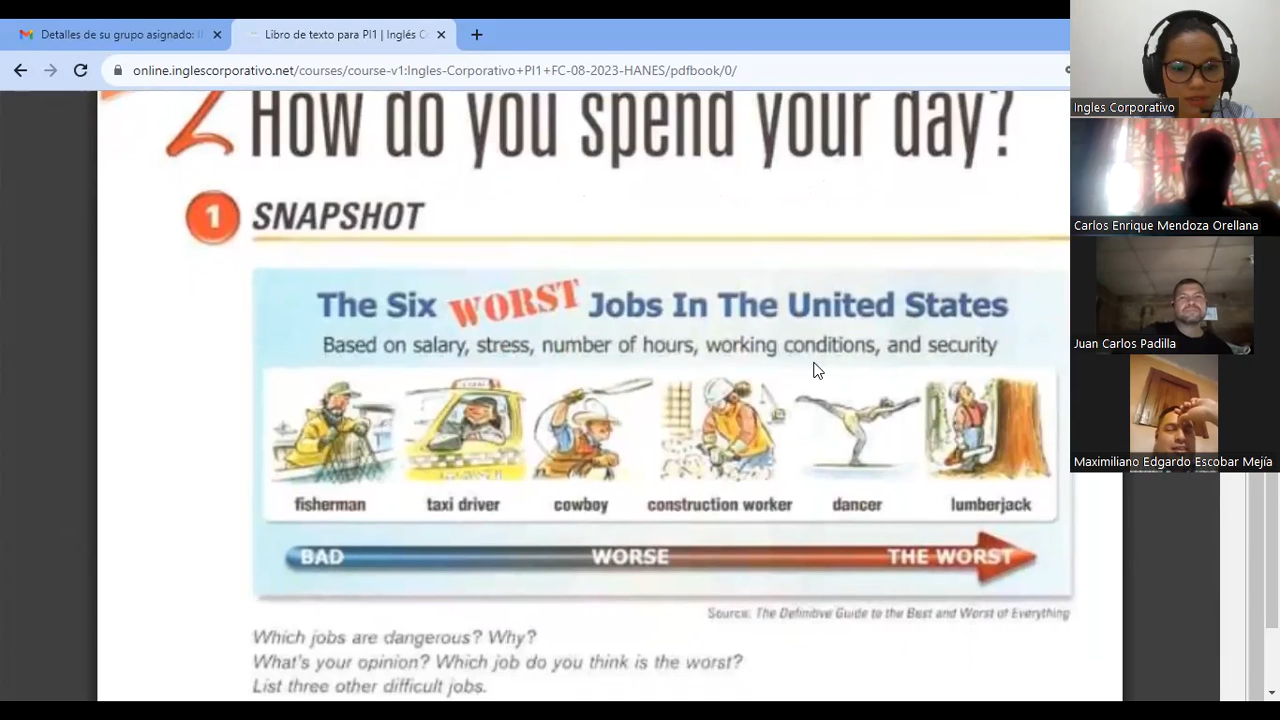 Detalles de su grupo asignado:
Libro de texto para PI1 | Inglés C
online.inglescorporativo.net/courses/course-v1:Ingles-Corporativo+PI1+FC-08-2023-HANES/pdfbook/0/
2 How do you spend your day?
1 SNAPSHOT
The Six WORST Jobs In The United States
Based on salary, stress, number of hours, working conditions, and security
TAXI
fisherman taxi driver cowboy construction worker dancer lumberjack
BAD WORSE THE WORST
Source: The Definitive Guide to the Best and Worst of Everything
Which jobs are dangerous? Why?
What's your opinion? Which job do you think is the worst?
List three other difficult jobs.
Ingles Corporativo
Carlos Enrique Mendoza Orellana
Juan Carlos Padilla
Maximiliano Edgardo Escobar Mejía